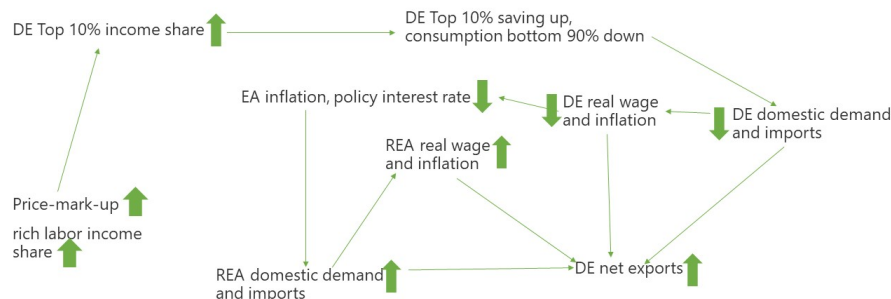 DE Top 10% income share
DE Top 10% saving up,
consumption bottom 90% down
EA inflation, policy interest rate
DE real wage
and inflation
DE domestic demand
and imports
REA real wage
and inflation
Price-mark-up
rich labor income
share
REA domestic demand
and imports
DE net exports